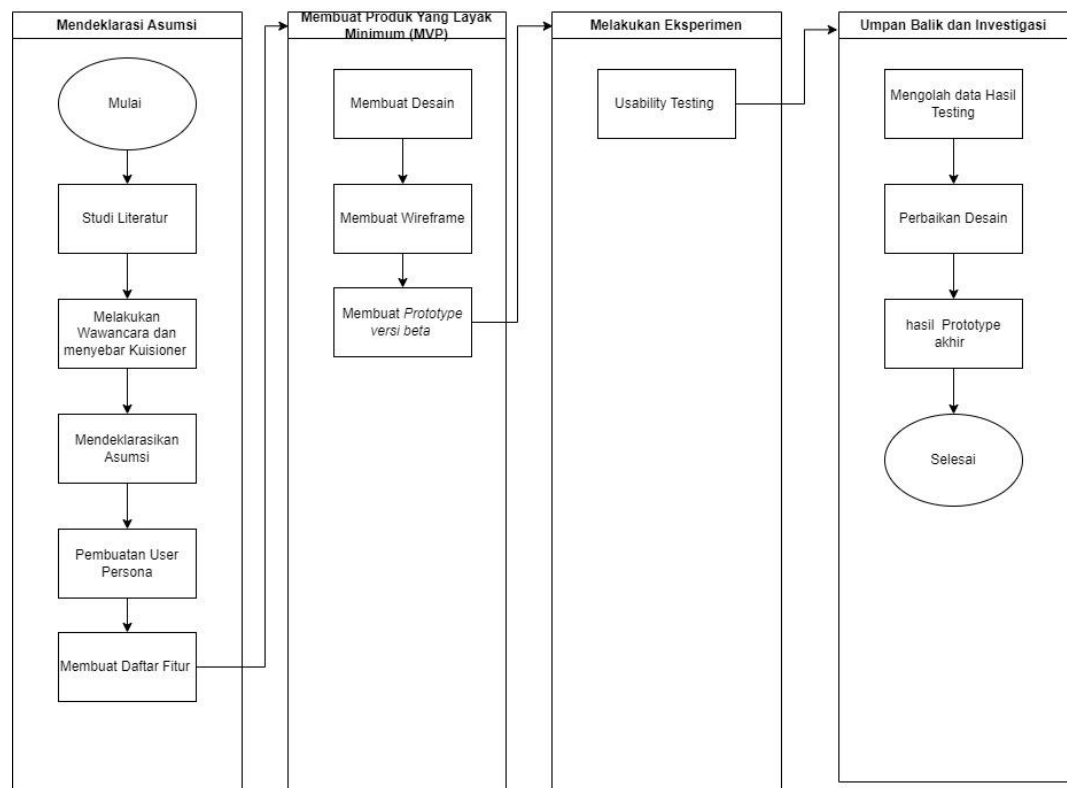 Mendeklarasi Asumsi
Mulai
Studi Literatur
Melakukan
Wawancara dan
menyebar Kuisioner
Mendeklarasikan
Asumsi
Pembuatan User
Persona
Membuat Daftar Fitur
Membuat Produk Yang Layak
Minimum (MVP)
Membuat Desain
Membuat Wireframe
Membuat Prototype
versi beta
Melakukan Eksperimen
Usability Testing
Umpan Balik dan Investigasi
Mengolah data Hasil
Testing
Perbaikan Desain
hasil Prototype
akhir
Selesai